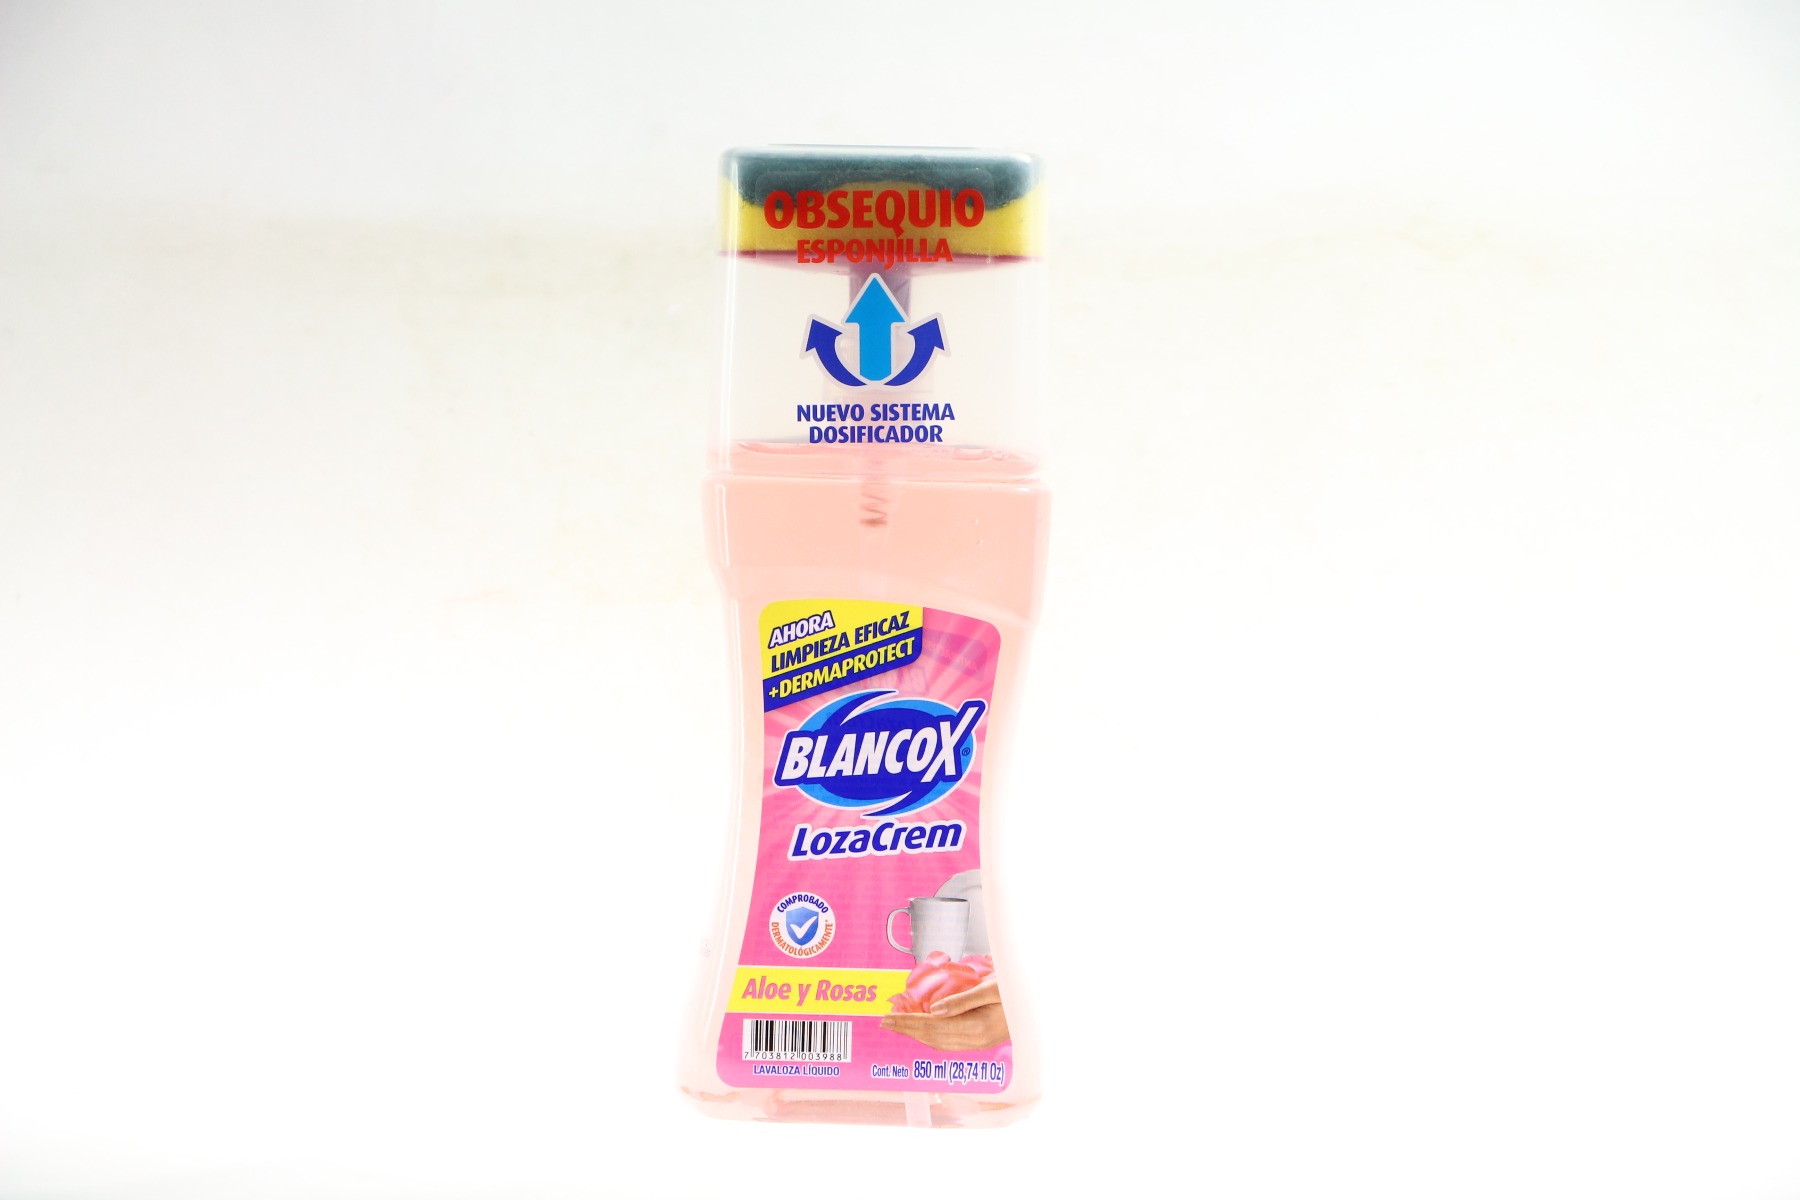 OBSEQUIO
ESPONJILLA
NUEVO SISTEMA
DOSIFICADOR
AHORA
LIMPIEZA EFICAZ
+DERMAPROTECT
BLANCOX®
LozaCrem
COMPROBADO
DERMATOLÓGICAMENTE*
Aloe y Rosas
7 703812 003988
LAVALOZA LÍQUIDO
Cont. Neto 850 ml (28,74 fl Oz)